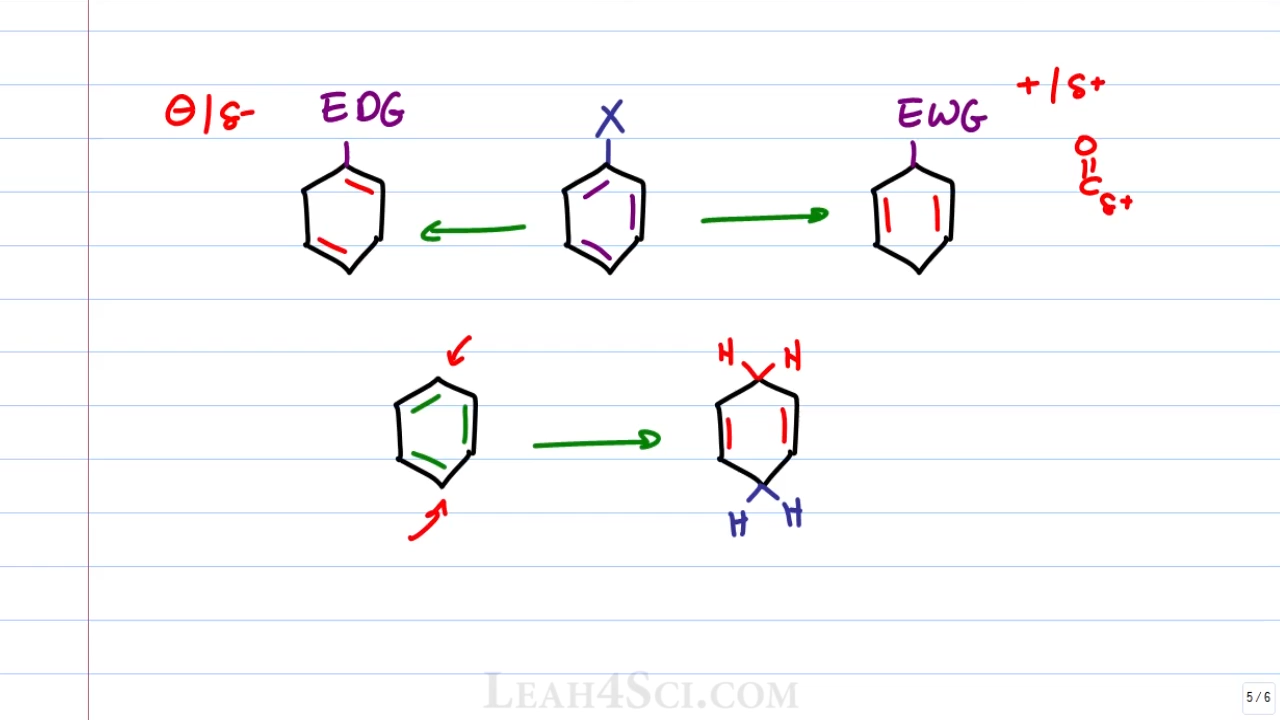 ⊖/δ- EDG X EWG +/δ+
O
C
δ+
H H
H H
Leah4Sci.com
5/6